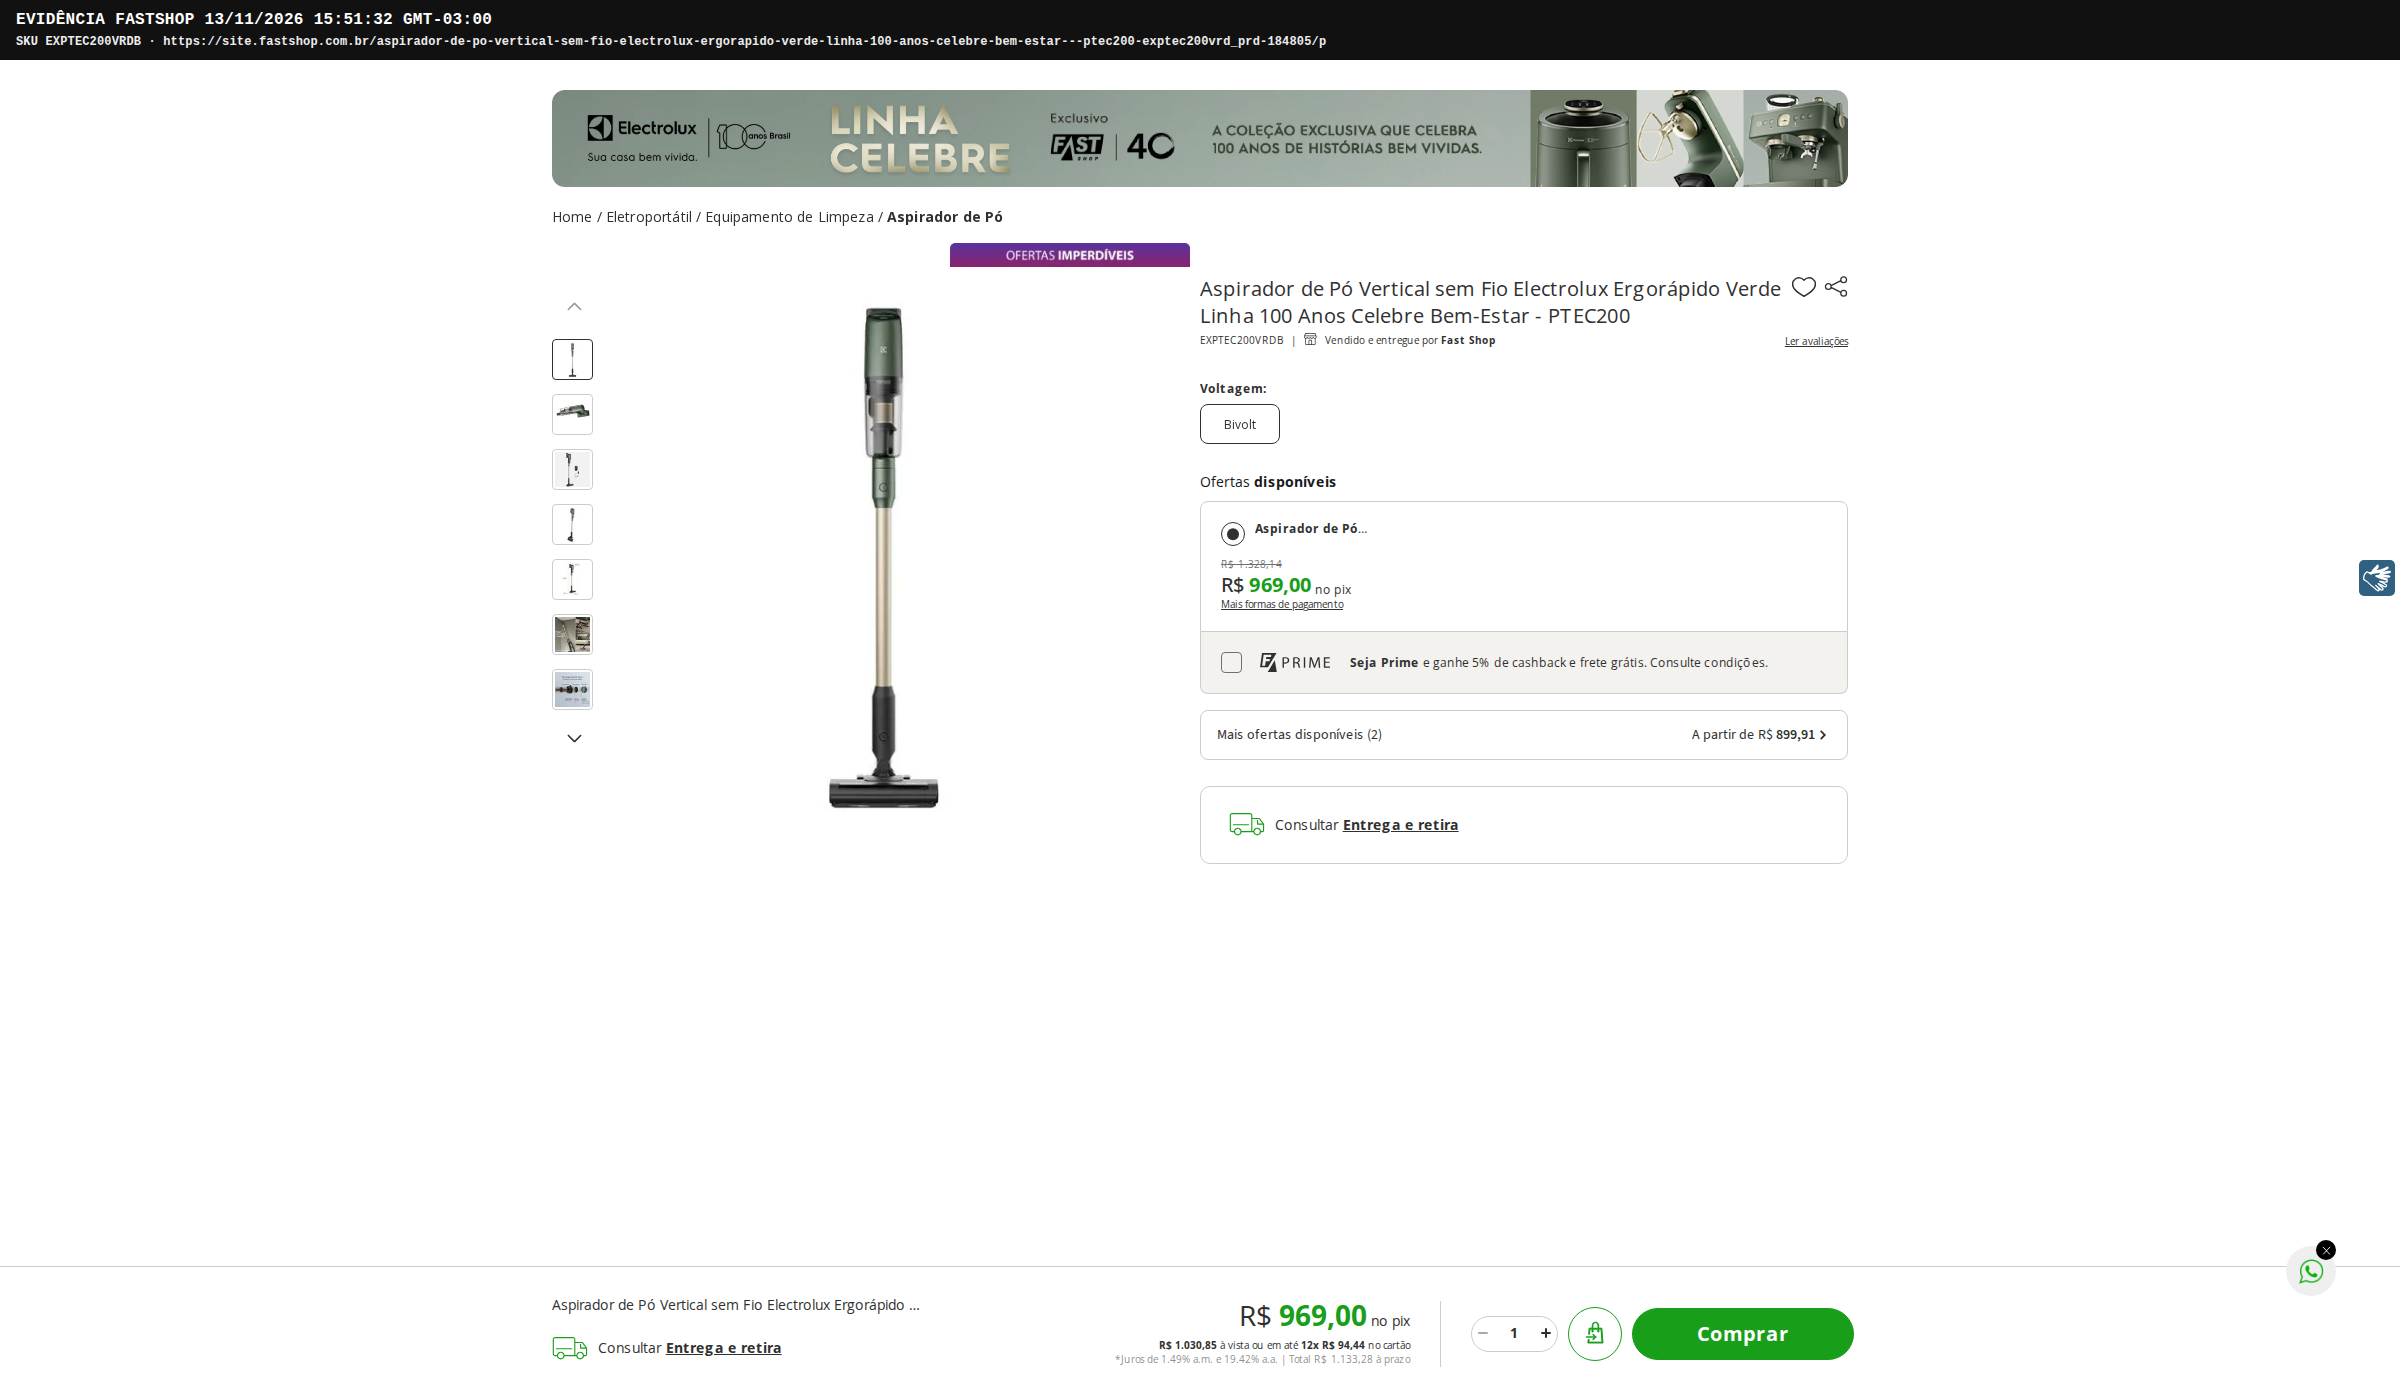 EVIDÊNCIA FASTSHOP 13/11/2026 15:51:32 GMT-03:00
SKU EXPTEC200VRDB · https://site.fastshop.com.br/aspirador-de-po-vertical-sem-fio-electrolux-ergorapido-verde-linha-100-anos-celebre-bem-estar---ptec200-exptec200vrd_prd-184805/p
Electrolux
Sua casa bem vivida.
100 anos Brasil
LINHA
CELEBRE
Exclusivo
FAST SHOP 40
A COLEÇÃO EXCLUSIVA QUE CELEBRA
100 ANOS DE HISTÓRIAS BEM VIVIDAS.
Home / Eletroportátil / Equipamento de Limpeza / Aspirador de Pó
OFERTAS IMPERDÍVEIS
Aspirador de Pó Vertical sem Fio Electrolux Ergorápido Verde
Linha 100 Anos Celebre Bem-Estar - PTEC200
EXPTEC200VRDB | Vendido e entregue por Fast Shop
Ler avaliações
Voltagem:
Bivolt
Ofertas disponíveis
Aspirador de Pó...
R$ 1.328,14
R$ 969,00 no pix
Mais formas de pagamento
PRIME Seja Prime e ganhe 5% de cashback e frete grátis. Consulte condições.
Mais ofertas disponíveis (2) A partir de R$ 899,91
Consultar Entrega e retira
Aspirador de Pó Vertical sem Fio Electrolux Ergorápido ...
Consultar Entrega e retira
R$ 969,00 no pix
R$ 1.030,85 à vista ou em até 12x R$ 94,44 no cartão
*Juros de 1.49% a.m. e 19.42% a.a. | Total R$ 1.133,28 à prazo
1
Comprar